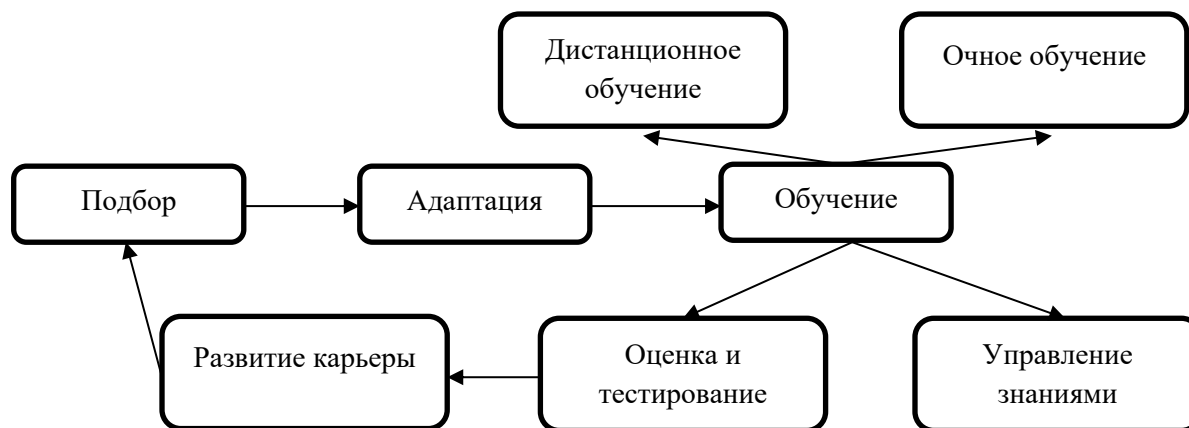 Дистанционное
обучение
Очное обучение
Подбор
Адаптация
Обучение
Развитие карьеры
Оценка и
тестирование
Управление
знаниями